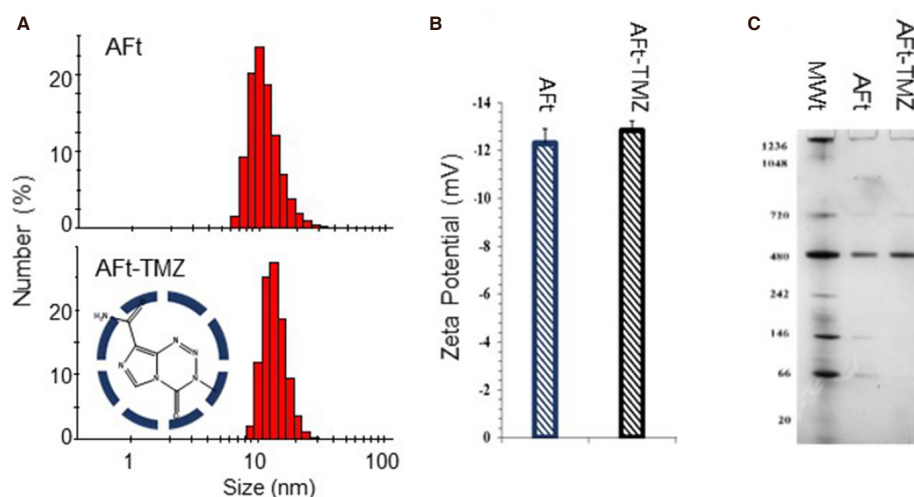 A
AFt
20
10
0
Number (%)
AFt-TMZ
H₂N
O
N
N
N
N
N
O
20
10
0
1 10 100
Size (nm)
B
AFt
AFt-TMZ
-14
-12
-10
-8
-6
-4
-2
0
Zeta Potential (mV)
C
MWt
AFt
AFt-TMZ
1236
1048
720
480
242
146
66
20